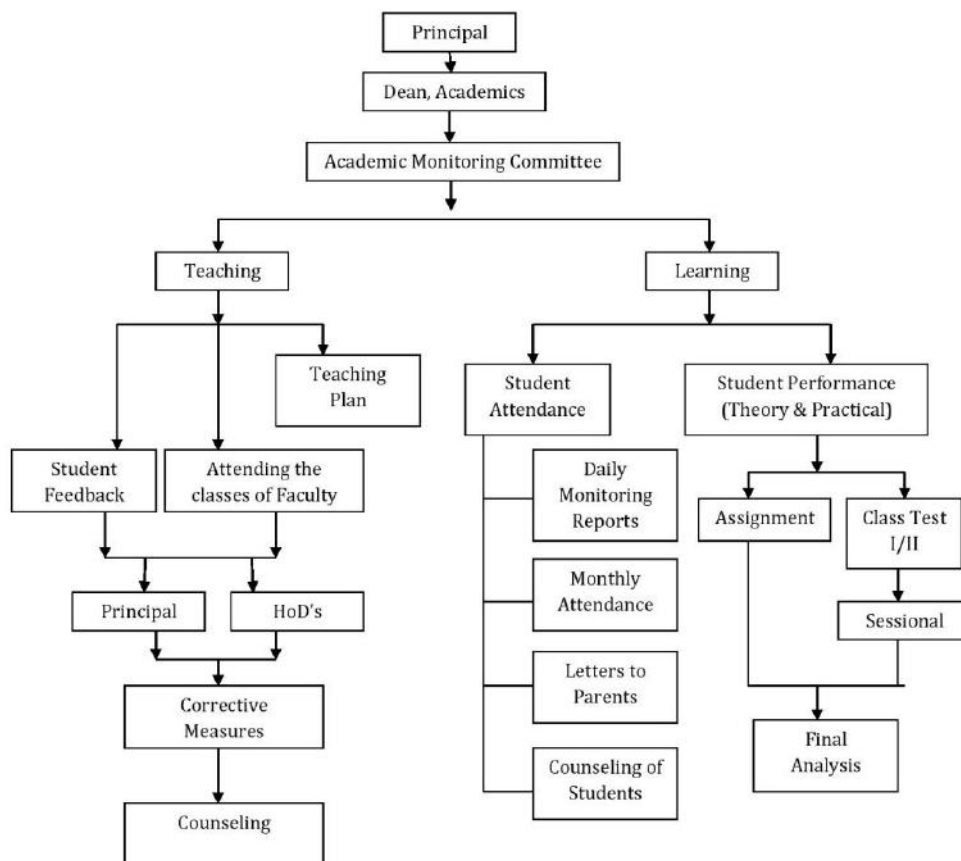 Principal
Dean, Academics
Academic Monitoring Committee
Teaching
Learning
Teaching
Plan
Student
Attendance
Student Performance
(Theory & Practical)
Student
Feedback
Attending the
classes of Faculty
Daily
Monitoring
Reports
Assignment
Class Test
I/II
Principal
HoD's
Monthly
Attendance
Sessional
Corrective
Measures
Letters to
Parents
Final
Analysis
Counseling
Counseling of
Students